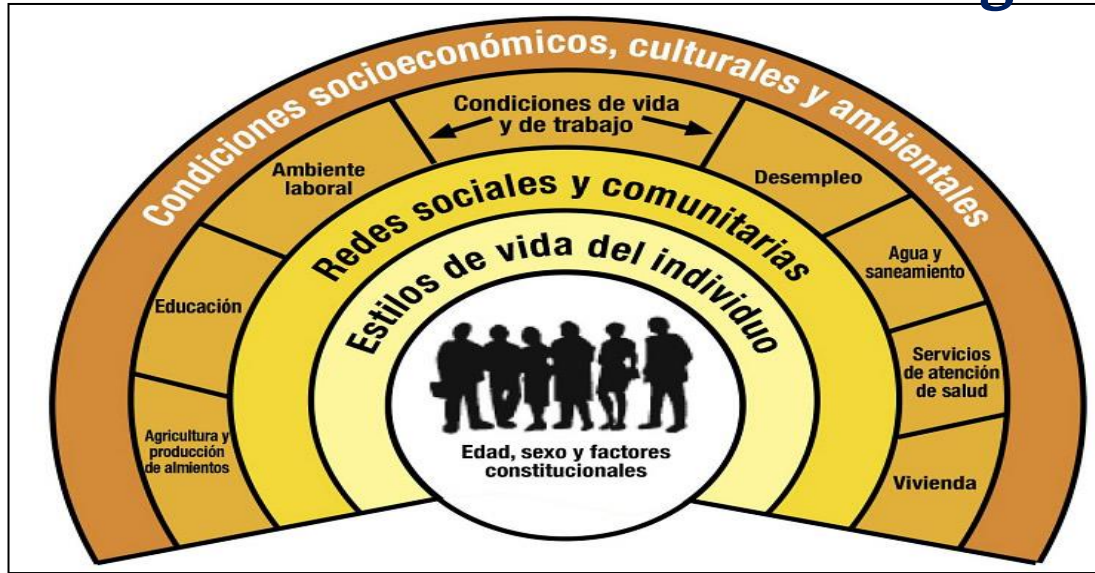 Condiciones socioeconómicos, culturales y ambientales
Condiciones de vida
y de trabajo
Ambiente
laboral
Desempleo
Educación
Agua y
saneamiento
Agricultura y
producción
de almientos
Servicios
de atención
de salud
Vivienda
Redes sociales y comunitarias
Estilos de vida del individuo
Edad, sexo y factores
constitucionales